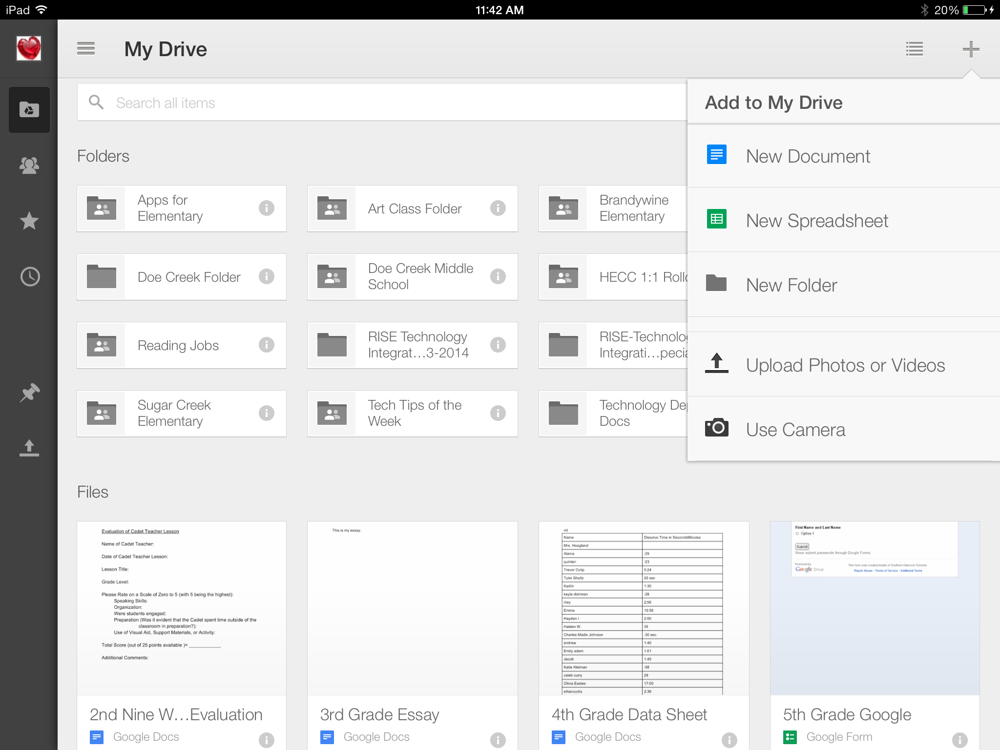 iPad
11:42 AM
20%
My Drive
Search all items
Add to My Drive
New Document
New Spreadsheet
New Folder
Upload Photos or Videos
Use Camera
Folders
Apps for
Elementary
Art Class Folder
Brandywine
Elementary
Doe Creek Folder
Doe Creek Middle
School
HECC 1:1
Reading Jobs
RISE Technology
Integrat...3-2014
Sugar Creek
Elementary
Tech Tips of the
Week
Technology
Docs
Files
Evaluation of Cadet Teacher Lesson
Name of Cadet Teacher:
Date of Cadet Teacher Lesson:
Lesson Title:
Grade Level:
Please Rate on a Scale of Zero to 5 (with 5 being the highest):
Speaking Skills:
Organization:
Were students engaged:
Preparation (Was it evident that the Cadet spent time outside of the
classroom in preparation?):
Use of Visual Aid, Support Materials, or Activity:
Total Score (out of 25 points available )= ____________
Additional Comments:
2nd Nine W...Evaluation
Google Docs
This is my essay.
3rd Grade Essay
Google Docs
Name Dissolve Time in SecondsMinutes
Mrs. Hoagland
Alaina :29
quintan :23
Trevor Colip 5:24
Tyler Shultz 20 sec
Kaitlin 1:30
kayla dishman :28
riley 2;56
Emma 10:56
Hayden I. 2:00
Haiden W. 35
Charles Madix Johnson :30 sec.
andrew 1:40
Emily adam 1:01
Jacob 1:45
Katie Kleiman :58
caleb curry 29
Olivia Eastes 17:05
ethancurtis 2:36
4th Grade Data Sheet
Google Docs
First Name and Last Name
Option 1
Submit
Never submit passwords through Google Forms.
Powered by
Google Drive
This form was created inside of Southern Hancock Schools.
Report Abuse - Terms of Service - Additional Terms
5th Grade Google
Google Form